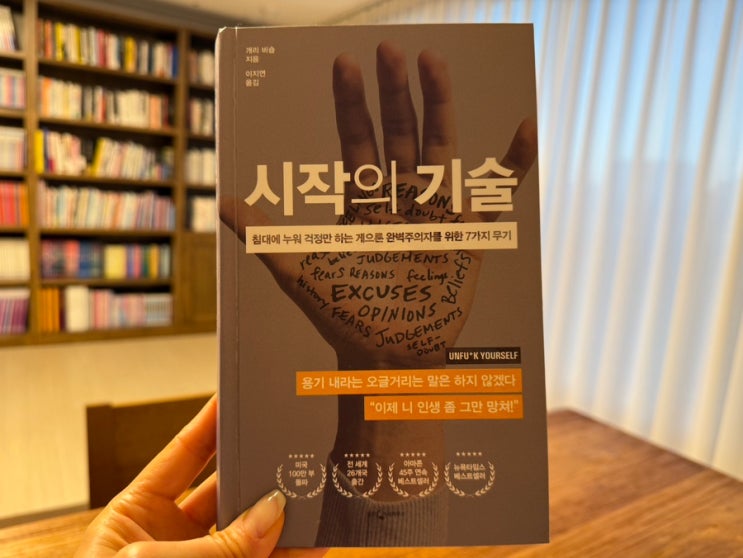 개리 비숍
지음
이지연
옮김
시작의 기술
침대에 누워 걱정만 하는 게으른 완벽주의자를 위한 7가지 무기
REASON
self-doubt
JUDGEMENTS
fears REASONS feelings
Beliefs
history
EXCUSES
OPINIONS
FEARS JUDGEMENTS
SELF-
DOUBT
UNFU*K YOURSELF
용기 내라는 오글거리는 말은 하지 않겠다
“이제 니 인생 좀 그만 망쳐!”
미국
100만 부
돌파
전 세계
26개국
출간
아마존
45주 연속
베스트셀러
뉴욕타임스
베스트셀러